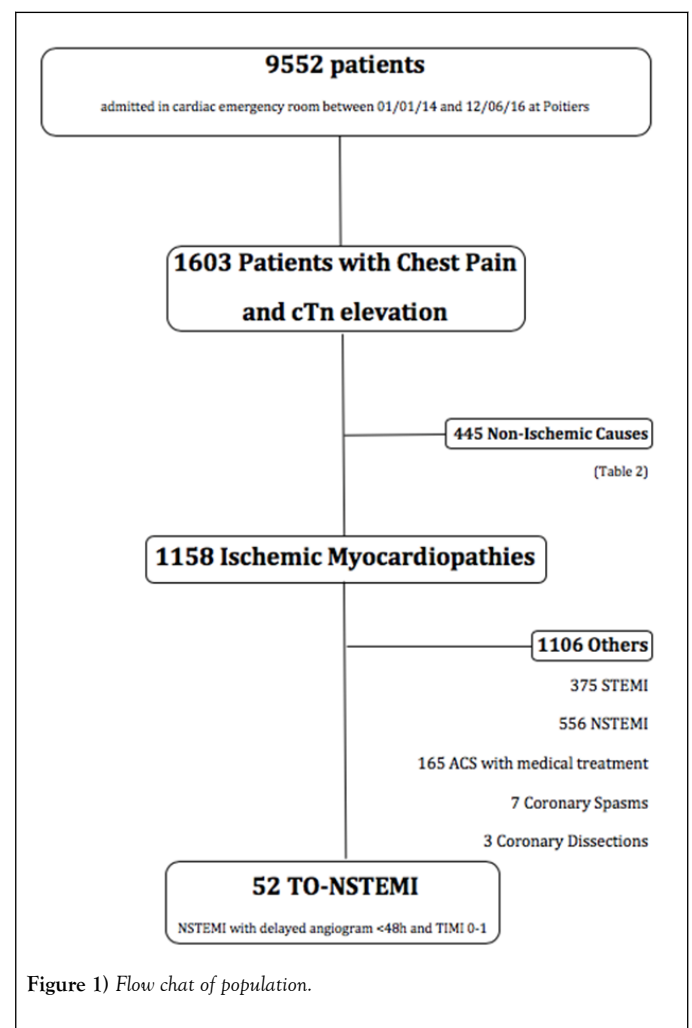 9552 patients
admitted in cardiac emergency room between 01/01/14 and 12/06/16 at Poitiers
1603 Patients with Chest Pain
and cTn elevation
445 Non-Ischemic Causes
(Table 2)
1158 Ischemic Myocardiopathies
1106 Others
375 STEMI
556 NSTEMI
165 ACS with medical treatment
7 Coronary Spasms
3 Coronary Dissections
52 TO-NSTEMI
NSTEMI with delayed angiogram <48h and TIMI 0-1
Figure 1) Flow chat of population.